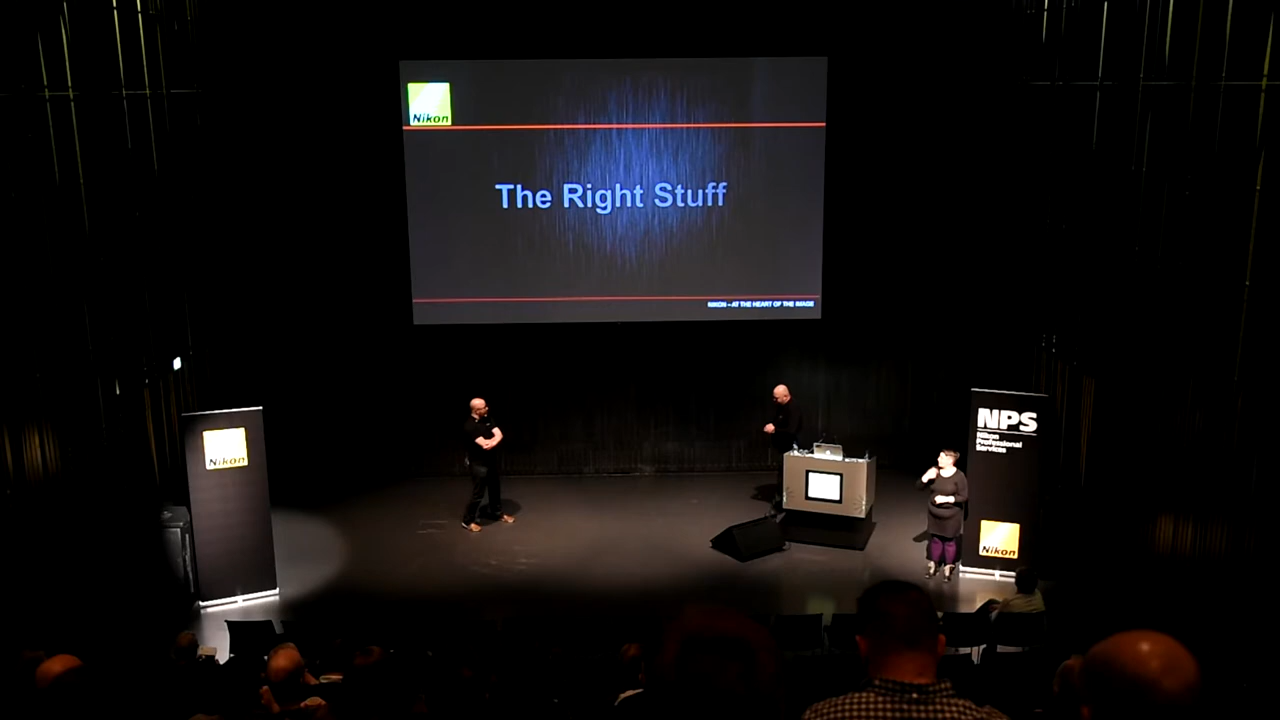 Nikon
The Right Stuff
NIKON - AT THE HEART OF THE IMAGE
Nikon
NPS
Nikon
Professional
Services
Nikon